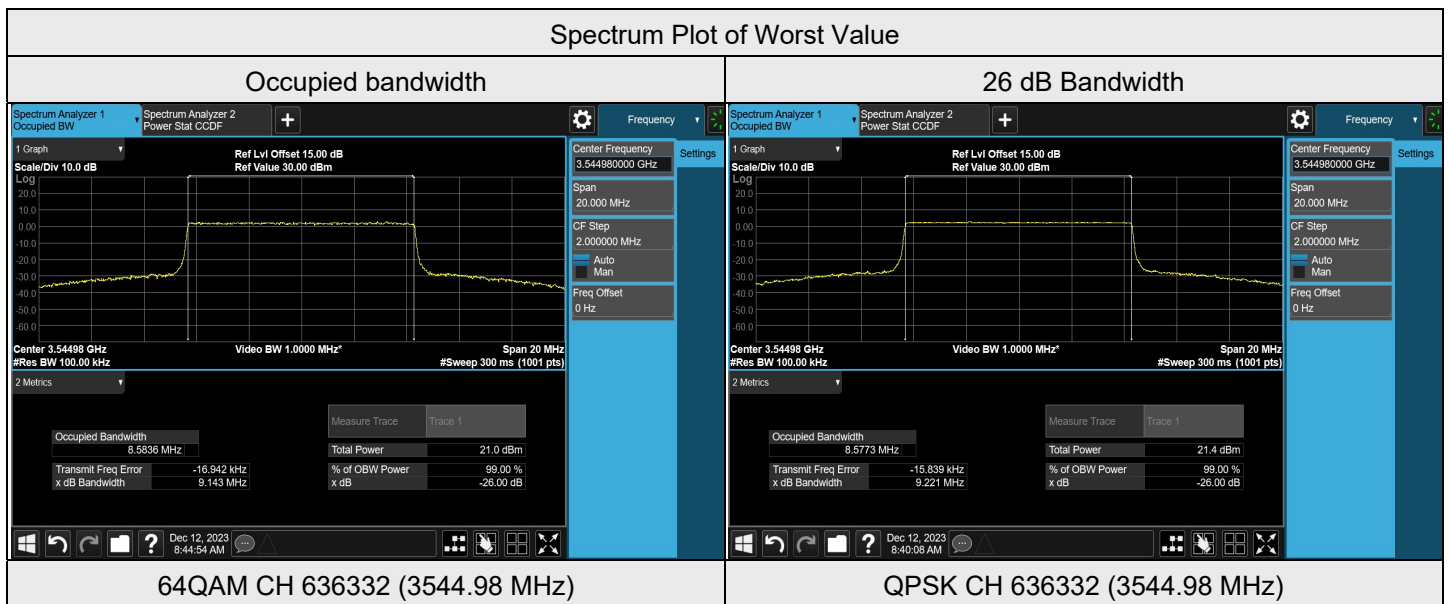 Spectrum Plot of Worst Value
Occupied bandwidth
26 dB Bandwidth
Spectrum Analyzer 1
Occupied BW
Spectrum Analyzer 2
Power Stat CCDF
+
Frequency
1 Graph
Ref Lvl Offset 15.00 dB
Scale/Div 10.0 dB
Ref Value 30.00 dBm
Log
20.0
10.0
0.00
-10.0
-20.0
-30.0
-40.0
-50.0
-60.0
Center 3.54498 GHz
Video BW 1.0000 MHz*
Span 20 MHz
#Res BW 100.00 kHz
#Sweep 300 ms (1001 pts)
Center Frequency
3.544980000 GHz
Settings
Span
20.000 MHz
CF Step
2.000000 MHz
Auto
Man
Freq Offset
0 Hz
2 Metrics
Measure Trace Trace 1
Occupied Bandwidth
8.5836 MHz
Total Power 21.0 dBm
Transmit Freq Error -16.942 kHz
% of OBW Power 99.00 %
x dB Bandwidth 9.143 MHz
x dB -26.00 dB
?
Dec 12, 2023
8:44:54 AM
Spectrum Analyzer 1
Occupied BW
Spectrum Analyzer 2
Power Stat CCDF
+
Frequency
1 Graph
Ref Lvl Offset 15.00 dB
Scale/Div 10.0 dB
Ref Value 30.00 dBm
Log
20.0
10.0
0.00
-10.0
-20.0
-30.0
-40.0
-50.0
-60.0
Center 3.54498 GHz
Video BW 1.0000 MHz*
Span 20 MHz
#Res BW 100.00 kHz
#Sweep 300 ms (1001 pts)
Center Frequency
3.544980000 GHz
Settings
Span
20.000 MHz
CF Step
2.000000 MHz
Auto
Man
Freq Offset
0 Hz
2 Metrics
Measure Trace Trace 1
Occupied Bandwidth
8.5773 MHz
Total Power 21.4 dBm
Transmit Freq Error -15.839 kHz
% of OBW Power 99.00 %
x dB Bandwidth 9.221 MHz
x dB -26.00 dB
?
Dec 12, 2023
8:40:08 AM
64QAM CH 636332 (3544.98 MHz)
QPSK CH 636332 (3544.98 MHz)